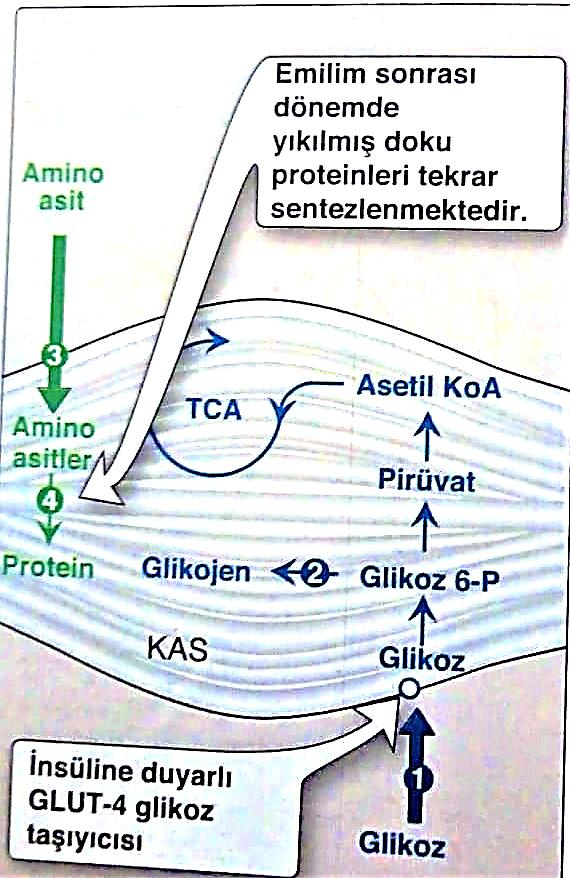 Emilim sonrası
dönemde
yıkılmış doku
proteinleri tekrar
sentezlenmektedir.
Amino
asit
3
TCA
Asetil KoA
Amino
asitler
Pirüvat
4
Protein
Glikojen
2
Glikoz 6-P
KAS
Glikoz
İnsüline duyarlı
GLUT-4 glikoz
taşıyıcısı
1
Glikoz